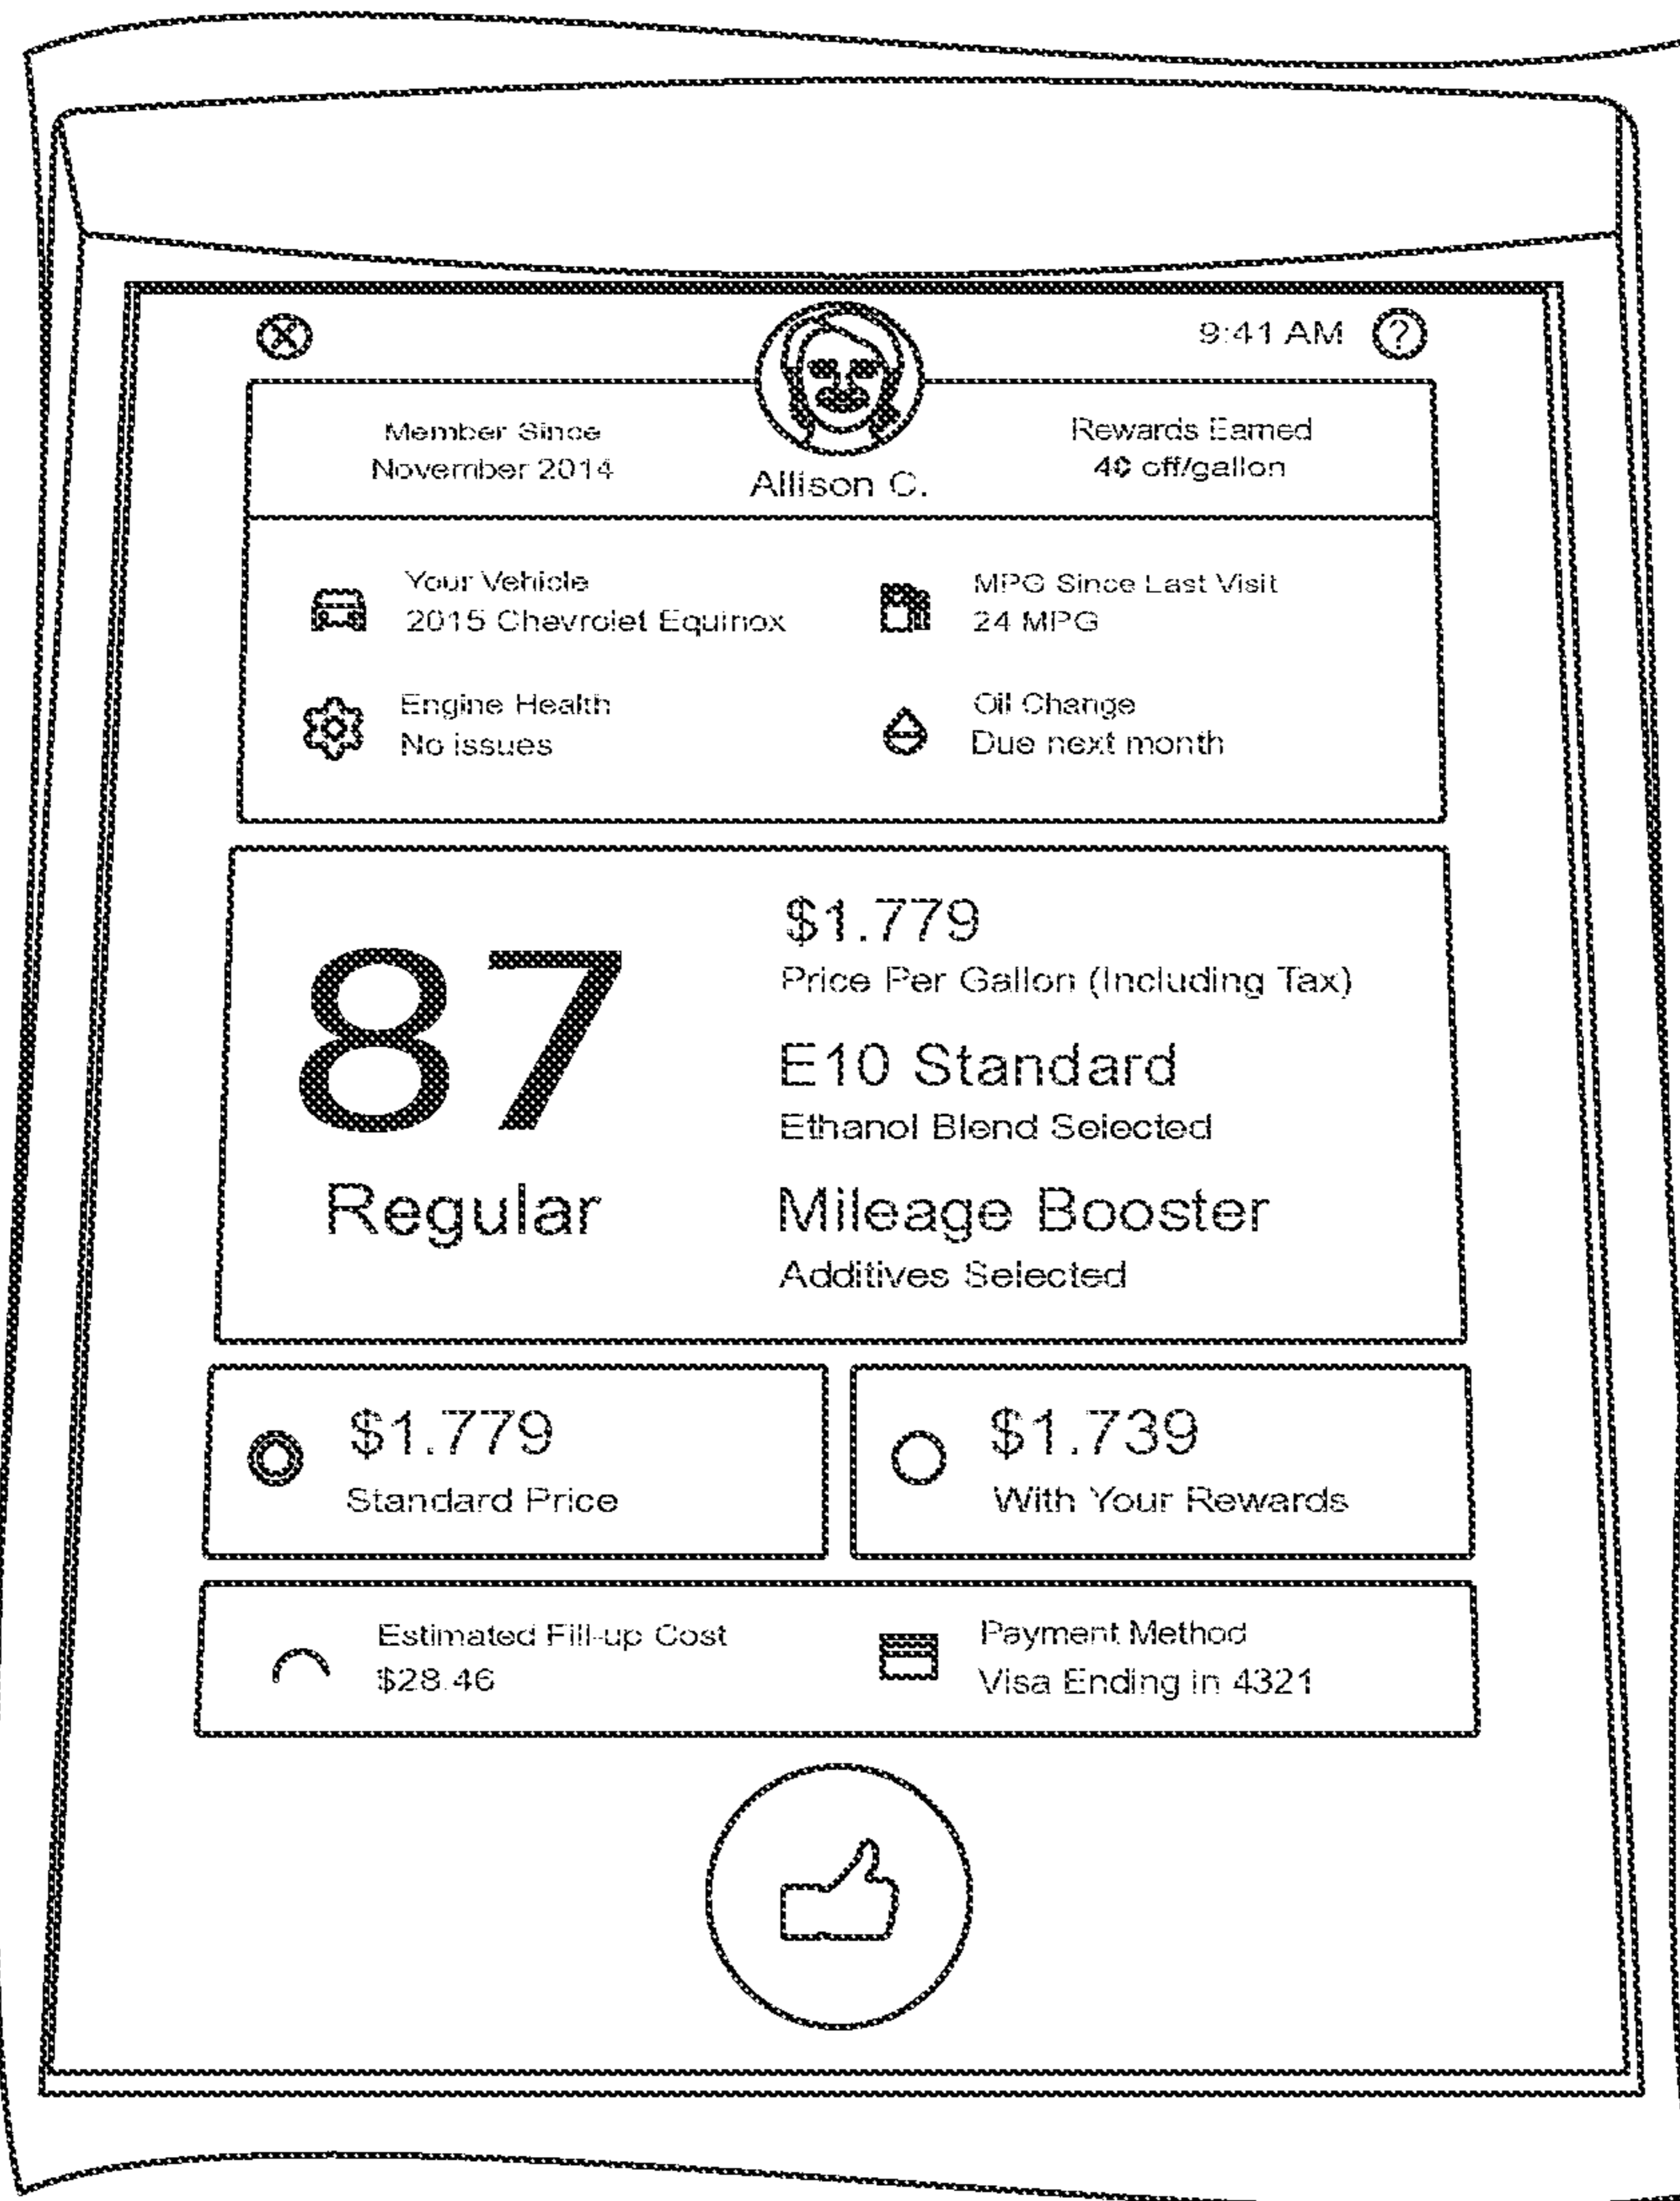 9:41 AM ?
Member Since
November 2014
Allison C.
Rewards Earned
4¢ off/gallon
Your Vehicle
2015 Chevrolet Equinox
MPG Since Last Visit
24 MPG
Engine Health
No issues
Oil Change
Due next month
87
Regular
$1.779
Price Per Gallon (Including Tax)
E10 Standard
Ethanol Blend Selected
Mileage Booster
Additives Selected
$1.779
Standard Price
$1.739
With Your Rewards
Estimated Fill-up Cost
$28.46
Payment Method
Visa Ending in 4321